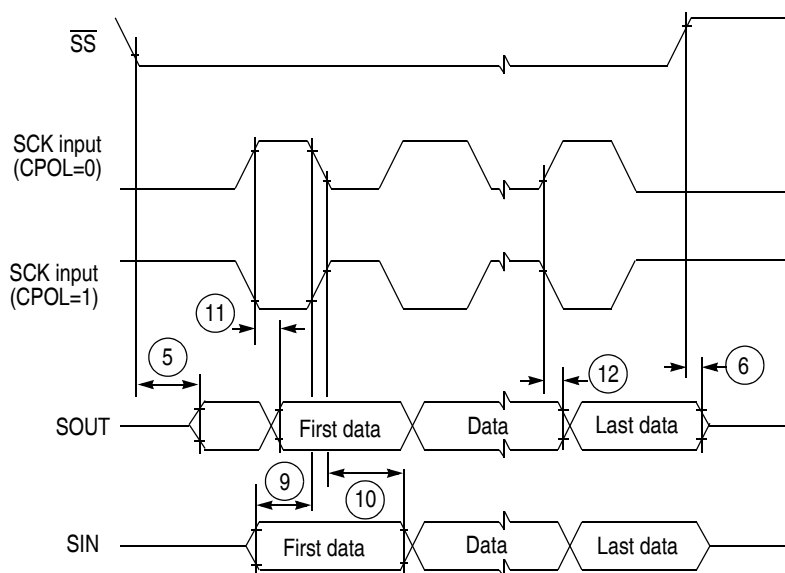 SS
SCK input
(CPOL=0)
SCK input
(CPOL=1)
11
5
12
6
SOUT
First data
Data
Last data
9
10
SIN
First data
Data
Last data